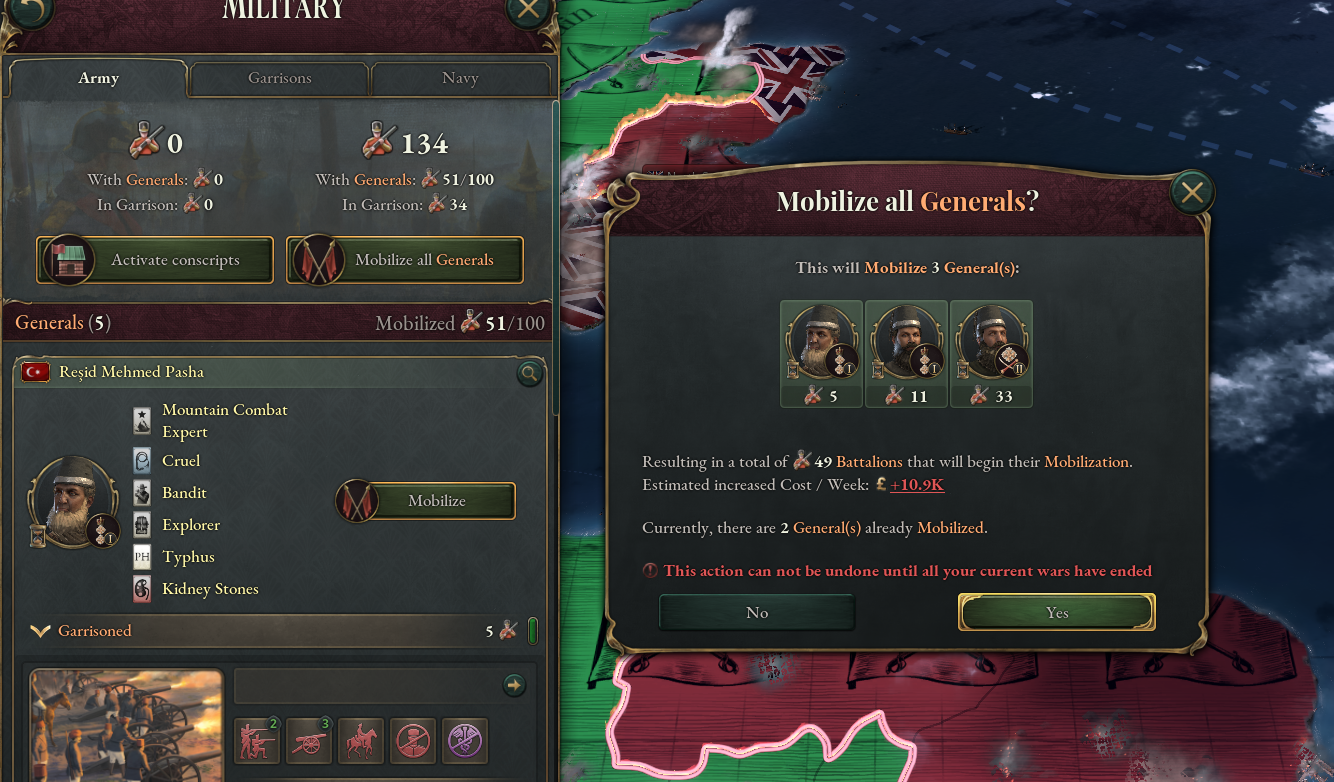 MILITARY
Army
Garrisons
Navy
0
134
With Generals: 0
With Generals: 51/100
In Garrison: 0
In Garrison: 34
Activate conscripts
Mobilize all Generals
Generals (5)
Mobilized 51/100
Reşid Mehmed Pasha
Mountain Combat
Expert
Cruel
Bandit
Explorer
PH Typhus
Kidney Stones
I
Mobilize
Garrisoned
5
2
3
Mobilize all Generals?
This will Mobilize 3 General(s):
I
I
II
5
11
33
Resulting in a total of 49 Battalions that will begin their Mobilization.
Estimated increased Cost / Week: £+10.9K
Currently, there are 2 General(s) already Mobilized.
This action can not be undone until all your current wars have ended
No
Yes